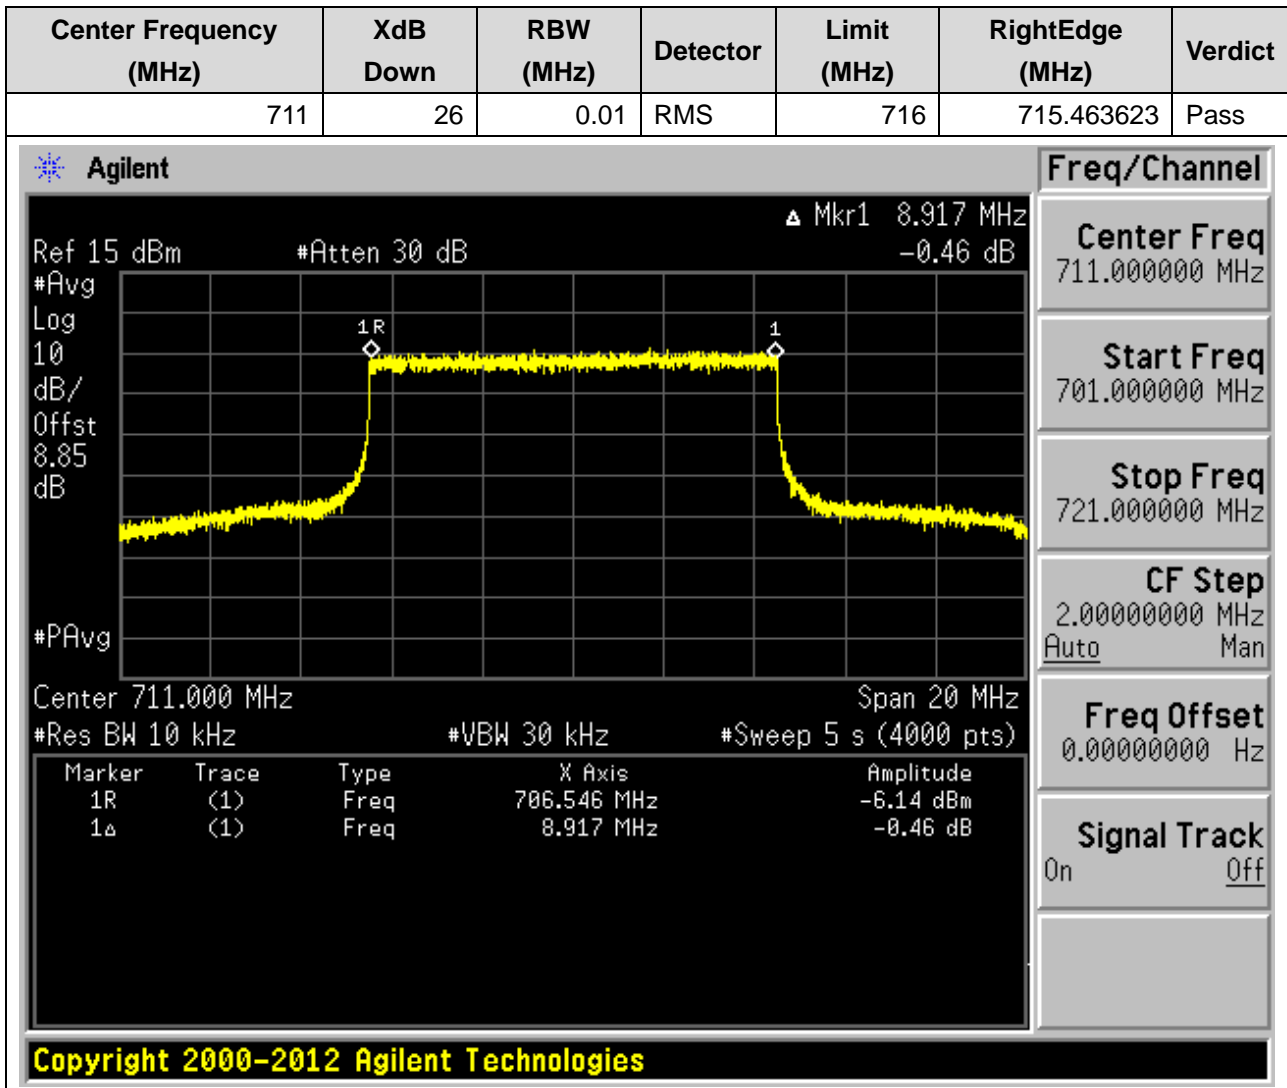 Center Frequency (MHz) XdB Down RBW (MHz) Detector Limit (MHz) RightEdge (MHz) Verdict
711 26 0.01 RMS 716 715.463623 Pass
Agilent
Freq/Channel
Δ Mkr1 8.917 MHz
Ref 15 dBm #Atten 30 dB -0.46 dB
#Avg
Log
10
dB/
Offst
8.85
dB
#PAvg
1R
1
Center 711.000 MHz Span 20 MHz
#Res BW 10 kHz #VBW 30 kHz #Sweep 5 s (4000 pts)
Marker Trace Type X Axis Amplitude
1R (1) Freq 706.546 MHz -6.14 dBm
1Δ (1) Freq 8.917 MHz -0.46 dB
Center Freq
711.000000 MHz
Start Freq
701.000000 MHz
Stop Freq
721.000000 MHz
CF Step
2.00000000 MHz
Auto Man
Freq Offset
0.00000000 Hz
Signal Track
On Off
Copyright 2000-2012 Agilent Technologies